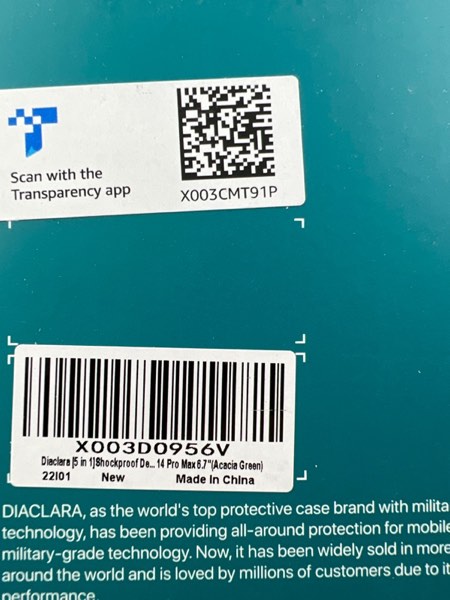 Scan with the
Transparency app
X003CMT91P
X003D0956V
Diaclara [5 in 1]Shockproof De... 14 Pro Max 6.7"(Acacia Green)
22I01 New Made In China
DIACLARA, as the world's top protective case brand with milita
technology, has been providing all-around protection for mobile
military-grade technology. Now, it has been widely sold in more
around the world and is loved by millions of customers due to it
performance.